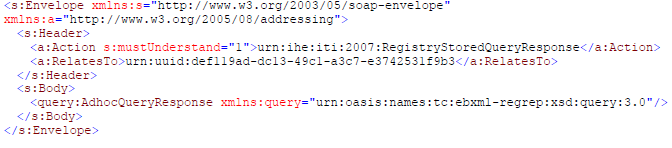 <s:Envelope xmlns:s="http://www.w3.org/2003/05/soap-envelope"
xmlns:a="http://www.w3.org/2005/08/addressing">
<s:Header>
<a:Action s:mustUnderstand="1">urn:ihe:iti:2007:RegistryStoredQueryResponse</a:Action>
<a:RelatesTo>urn:uuid:def119ad-dc13-49c1-a3c7-e3742531f9b3</a:RelatesTo>
</s:Header>
<s:Body>
<query:AdhocQueryResponse xmlns:query="urn:oasis:names:tc:ebxml-regrep:xsd:query:3.0"/>
</s:Body>
</s:Envelope>